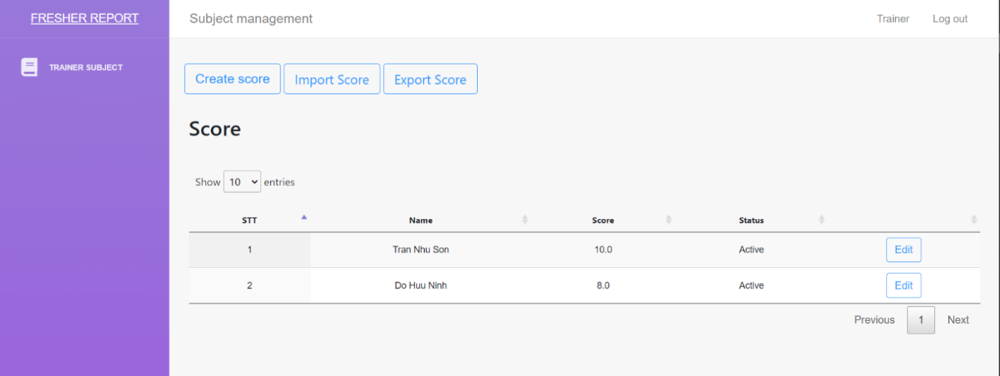 FRESHER REPORT
Subject management
Trainer
Log out
TRAINER SUBJECT
Create score
Import Score
Export Score
Score
Show 10 entries
STT Name Score Status
1 Tran Nhu Son 10.0 Active Edit
2 Do Huu Ninh 8.0 Active Edit
Previous 1 Next